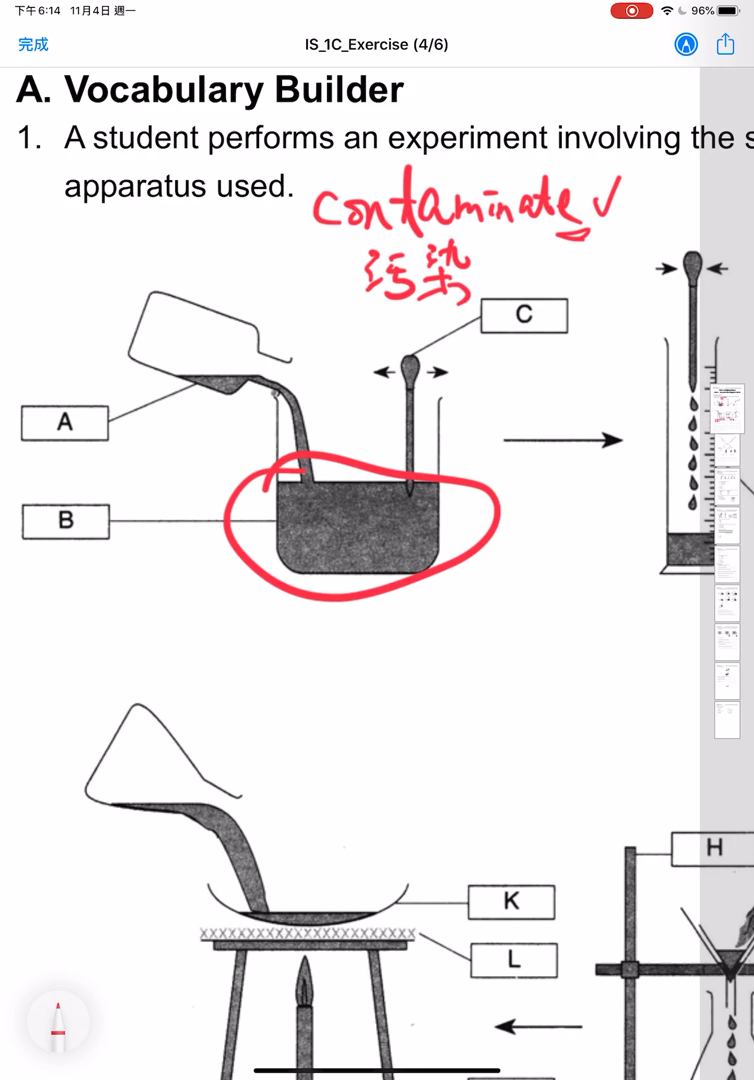 下午6:14 11月4日 週一 96%
完成 IS_1C_Exercise (4/6)
A. Vocabulary Builder
1. A student performs an experiment involving the s
apparatus used.
contaminate ✓
污染
C
A
B
H
K
L